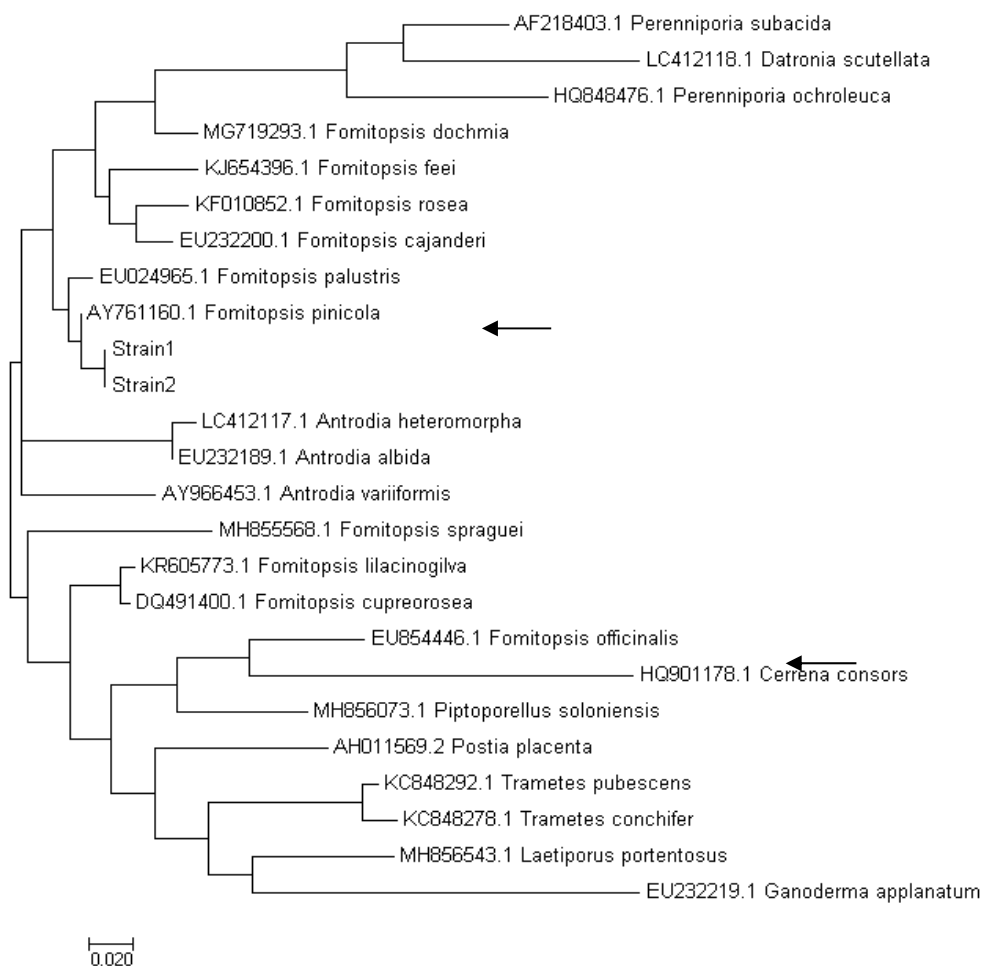 AF218403.1 Perenniporia subacida
LC412118.1 Datronia scutellata
HQ848476.1 Perenniporia ochroleuca
MG719293.1 Fomitopsis dochmia
KJ654396.1 Fomitopsis feei
KF010852.1 Fomitopsis rosea
EU232200.1 Fomitopsis cajanderi
EU024965.1 Fomitopsis palustris
AY761160.1 Fomitopsis pinicola
Strain1
Strain2
LC412117.1 Antrodia heteromorpha
EU232189.1 Antrodia albida
AY966453.1 Antrodia variiformis
MH855568.1 Fomitopsis spraguei
KR605773.1 Fomitopsis lilacinogilva
DQ491400.1 Fomitopsis cupreorosea
EU854446.1 Fomitopsis officinalis
HQ901178.1 Cerrena consors
MH856073.1 Piptoporellus soloniensis
AH011569.2 Postia placenta
KC848292.1 Trametes pubescens
KC848278.1 Trametes conchifer
MH856543.1 Laetiporus portentosus
EU232219.1 Ganoderma applanatum
0.020